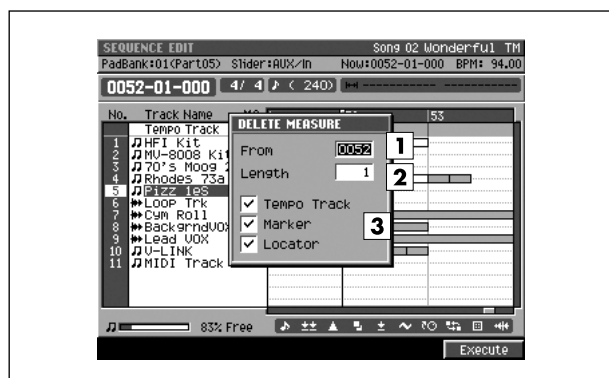 SEQUENCE EDIT Song 02 Wonderful TM
PadBank:01(Part05) Slider:AUX/In Now:0052-01-000 BPM: 94.00
0052-01-000 4/ 4 ♪ ( 240)
No. Track Name 53
Tempo Track
1 HFI Kit
2 MV-8008 Kit
3 70's Moog
4 Rhodes 73a
5 Pizz 1eS
6 Loop Trk
7 Cym Roll
8 BackgrndVO
9 Lead VOX
10 V-LINK
11 MIDI Track
DELETE MEASURE
From 0052 1
Length 1 2
Tempo Track
Marker 3
Locator
83% Free
Execute